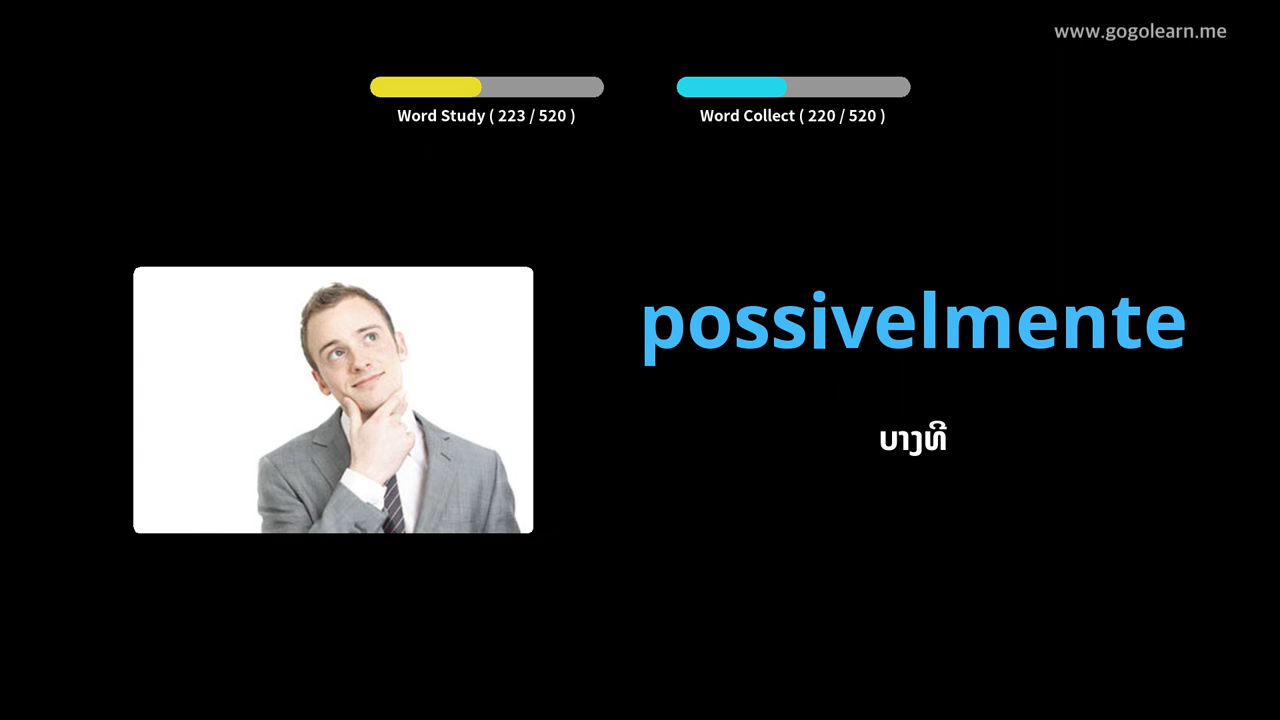 www.gogolearn.me
Word Study ( 223 / 520 )
Word Collect ( 220 / 520 )
possivelmente
ບາງທີ